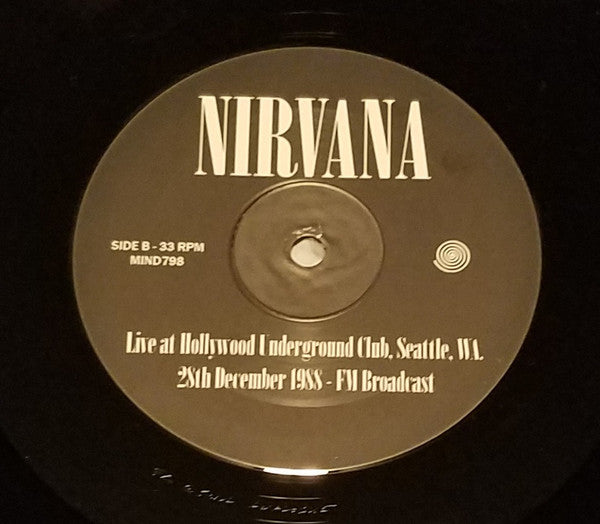 NIRVANA
SIDE B - 33 RPM
MIND798
Live at Hollywood Underground Club, Seattle, WA.
28th December 1988 - FM Broadcast